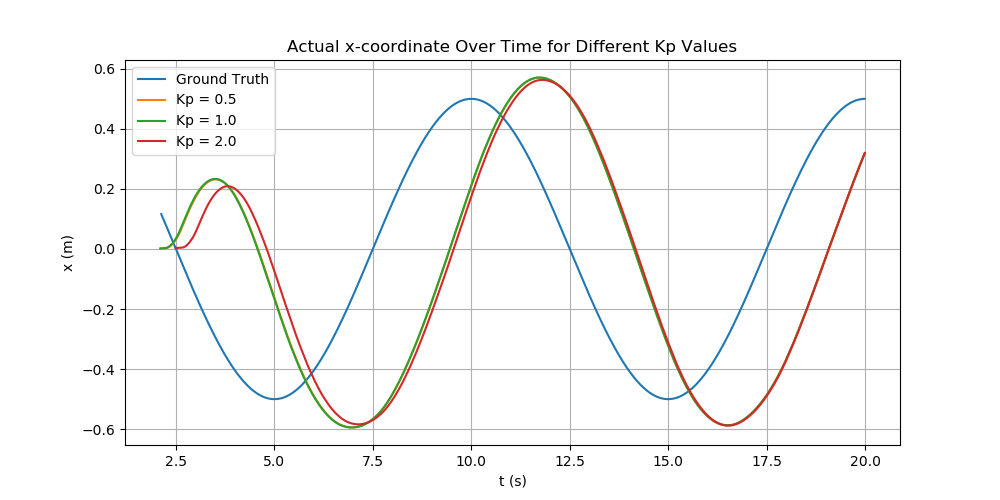 Actual x-coordinate Over Time for Different Kp Values
Ground Truth
Kp = 0.5
Kp = 1.0
Kp = 2.0
0.6
0.4
0.2
0.0
−0.2
−0.4
−0.6
x (m)
2.5 5.0 7.5 10.0 12.5 15.0 17.5 20.0
t (s)